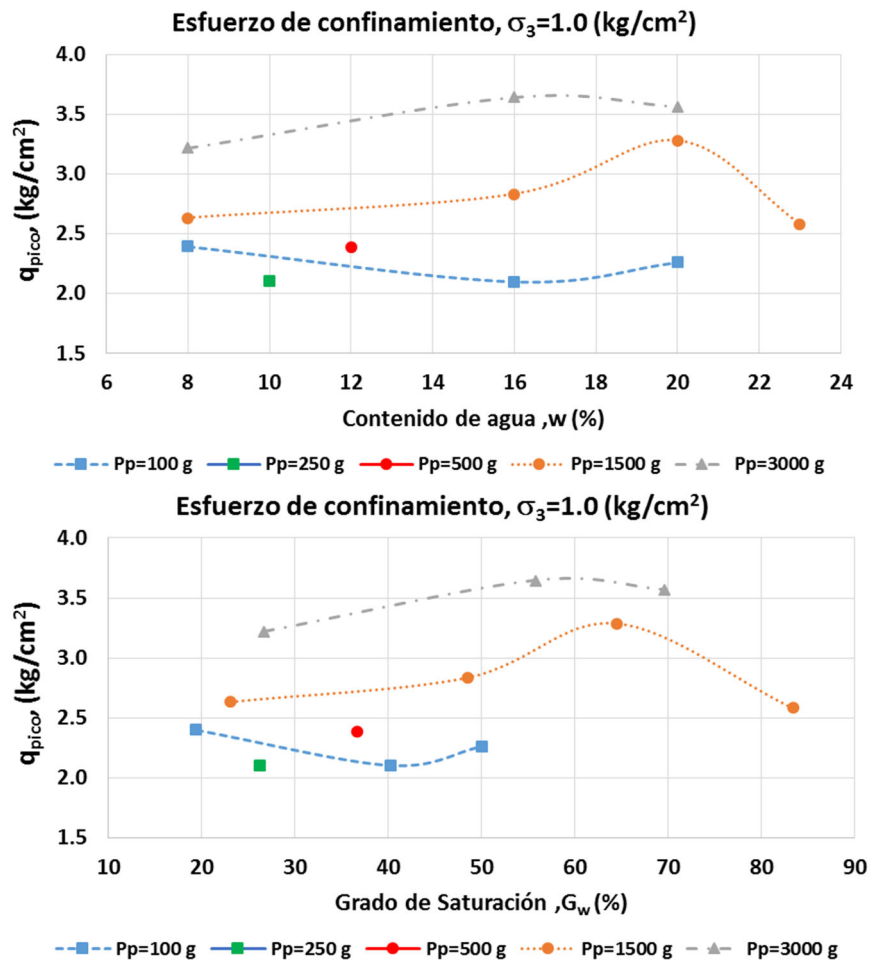 Esfuerzo de confinamiento, σ₃=1.0 (kg/cm²)
4.0
3.5
3.0
2.5
2.0
1.5
q_pico, (kg/cm²)
6 8 10 12 14 16 18 20 22 24
Contenido de agua ,w (%)
Pp=100 g Pp=250 g Pp=500 g Pp=1500 g Pp=3000 g
Esfuerzo de confinamiento, σ₃=1.0 (kg/cm²)
4.0
3.5
3.0
2.5
2.0
1.5
q_pico, (kg/cm²)
10 20 30 40 50 60 70 80 90
Grado de Saturación ,G_w (%)
Pp=100 g Pp=250 g Pp=500 g Pp=1500 g Pp=3000 g